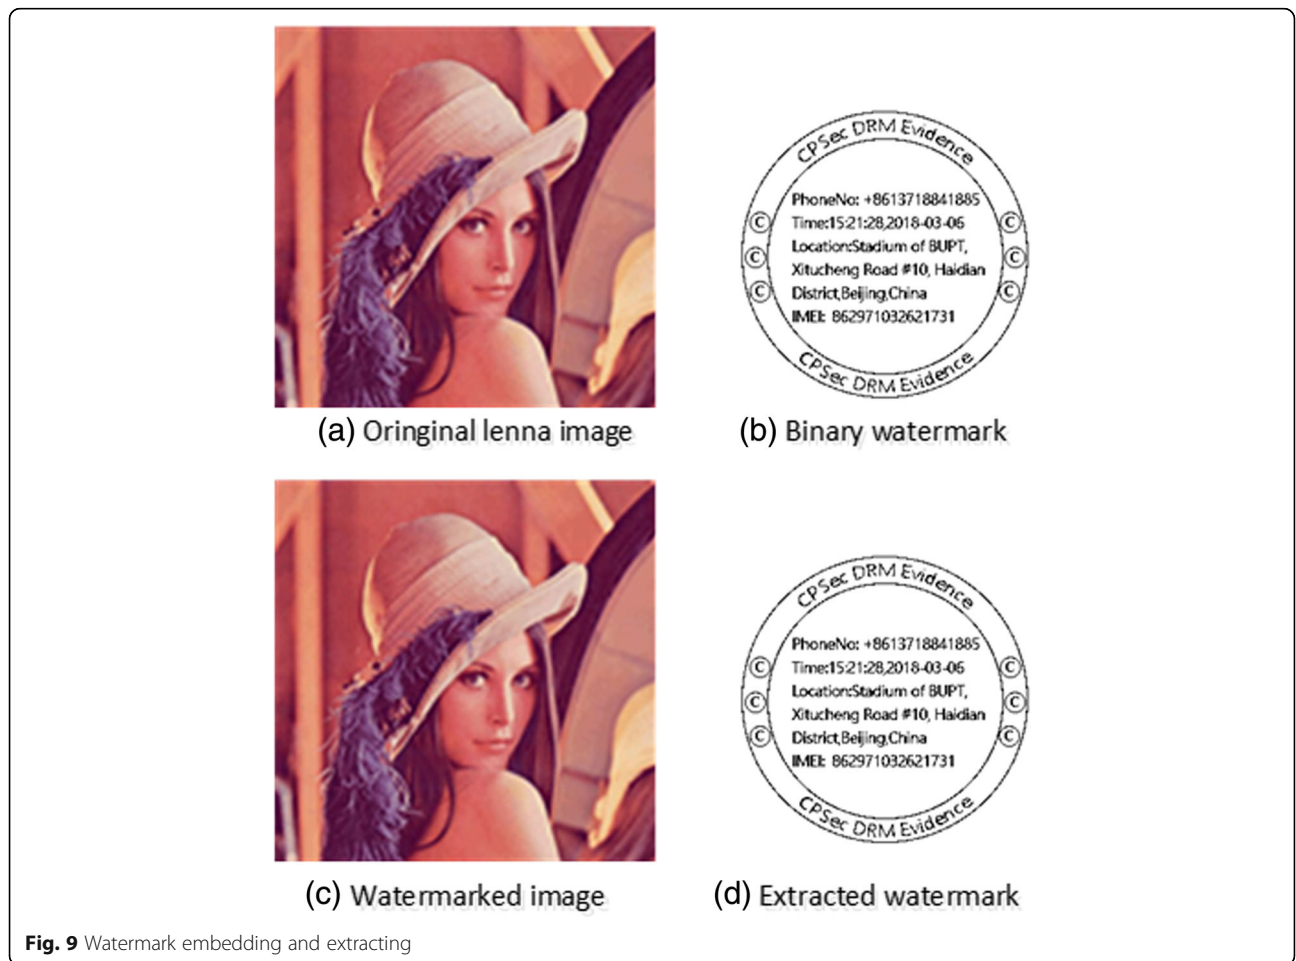 CPSec DRM Evidence
PhoneNo: +8613718841885
Time:15:21:28,2018-03-06
Location:Stadium of BUPT,
Xitucheng Road #10, Haidian
District,Beijing,China
IMEI: 862971032621731
© ©
© ©
© ©
CPSec DRM Evidence
(a) Oringinal lenna image
(b) Binary watermark
CPSec DRM Evidence
PhoneNo: +8613718841885
Time:15:21:28,2018-03-06
Location:Stadium of BUPT,
Xitucheng Road #10, Haidian
District,Beijing,China
IMEI: 862971032621731
© ©
© ©
© ©
CPSec DRM Evidence
(c) Watermarked image
(d) Extracted watermark
Fig. 9 Watermark embedding and extracting